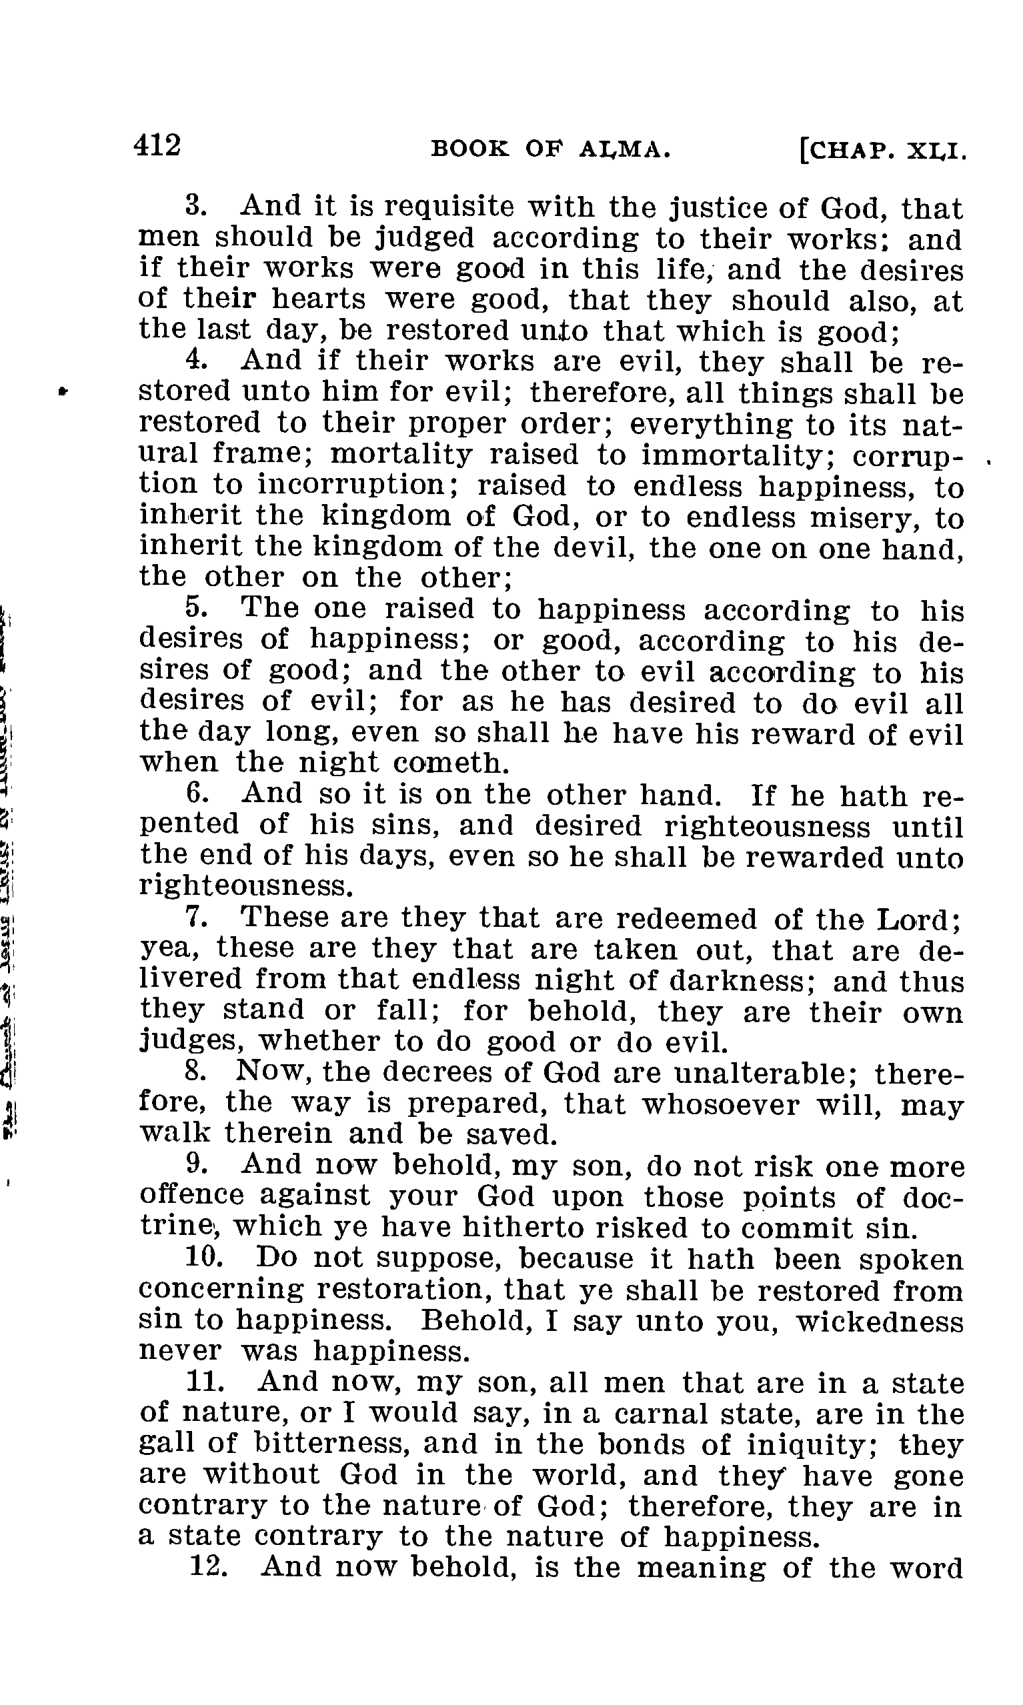 412 BOOK OF ALMA. [CHAP. XLI.
3. And it is requisite with the justice of God, that
men should be judged according to their works; and
if their works were good in this life, and the desires
of their hearts were good, that they should also, at
the last day, be restored unto that which is good;
4. And if their works are evil, they shall be re-
stored unto him for evil; therefore, all things shall be
restored to their proper order; everything to its nat-
ural frame; mortality raised to immortality; corrup-
tion to incorruption; raised to endless happiness, to
inherit the kingdom of God, or to endless misery, to
inherit the kingdom of the devil, the one on one hand,
the other on the other;
5. The one raised to happiness according to his
desires of happiness; or good, according to his de-
sires of good; and the other to evil according to his
desires of evil; for as he has desired to do evil all
the day long, even so shall he have his reward of evil
when the night cometh.
6. And so it is on the other hand. If he hath re-
pented of his sins, and desired righteousness until
the end of his days, even so he shall be rewarded unto
righteousness.
7. These are they that are redeemed of the Lord;
yea, these are they that are taken out, that are de-
livered from that endless night of darkness; and thus
they stand or fall; for behold, they are their own
judges, whether to do good or do evil.
8. Now, the decrees of God are unalterable; there-
fore, the way is prepared, that whosoever will, may
walk therein and be saved.
9. And now behold, my son, do not risk one more
offence against your God upon those points of doc-
trine, which ye have hitherto risked to commit sin.
10. Do not suppose, because it hath been spoken
concerning restoration, that ye shall be restored from
sin to happiness. Behold, I say unto you, wickedness
never was happiness.
11. And now, my son, all men that are in a state
of nature, or I would say, in a carnal state, are in the
gall of bitterness, and in the bonds of iniquity; they
are without God in the world, and they have gone
contrary to the nature of God; therefore, they are in
a state contrary to the nature of happiness.
12. And now behold, is the meaning of the word